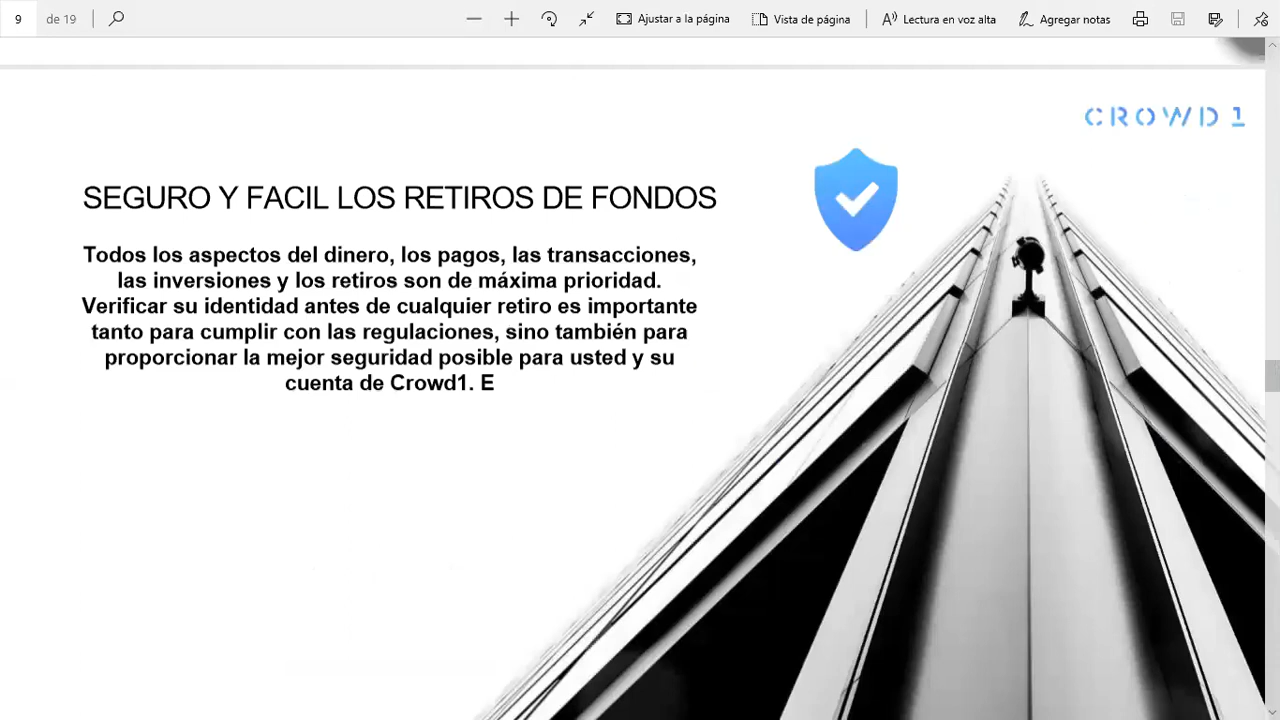 9 de 19 Ajustar a la página Vista de página Lectura en voz alta Agregar notas
CROWD1
SEGURO Y FACIL LOS RETIROS DE FONDOS
Todos los aspectos del dinero, los pagos, las transacciones,
las inversiones y los retiros son de máxima prioridad.
Verificar su identidad antes de cualquier retiro es importante
tanto para cumplir con las regulaciones, sino también para
proporcionar la mejor seguridad posible para usted y su
cuenta de Crowd1. E